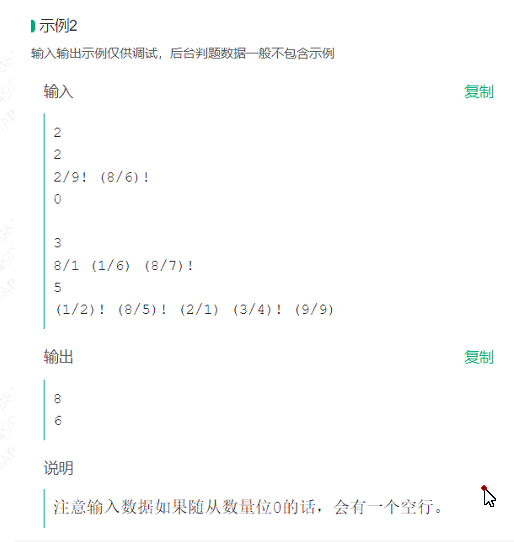 示例2
输入输出示例仅供调试，后台判题数据一般不包含示例
输入 复制
2
2
2/9! (8/6)!
0

3
8/1 (1/6) (8/7)!
5
(1/2)! (8/5)! (2/1) (3/4)! (9/9)
输出 复制
8
6
说明
注意输入数据如果随从数量位0的话，会有一个空行。